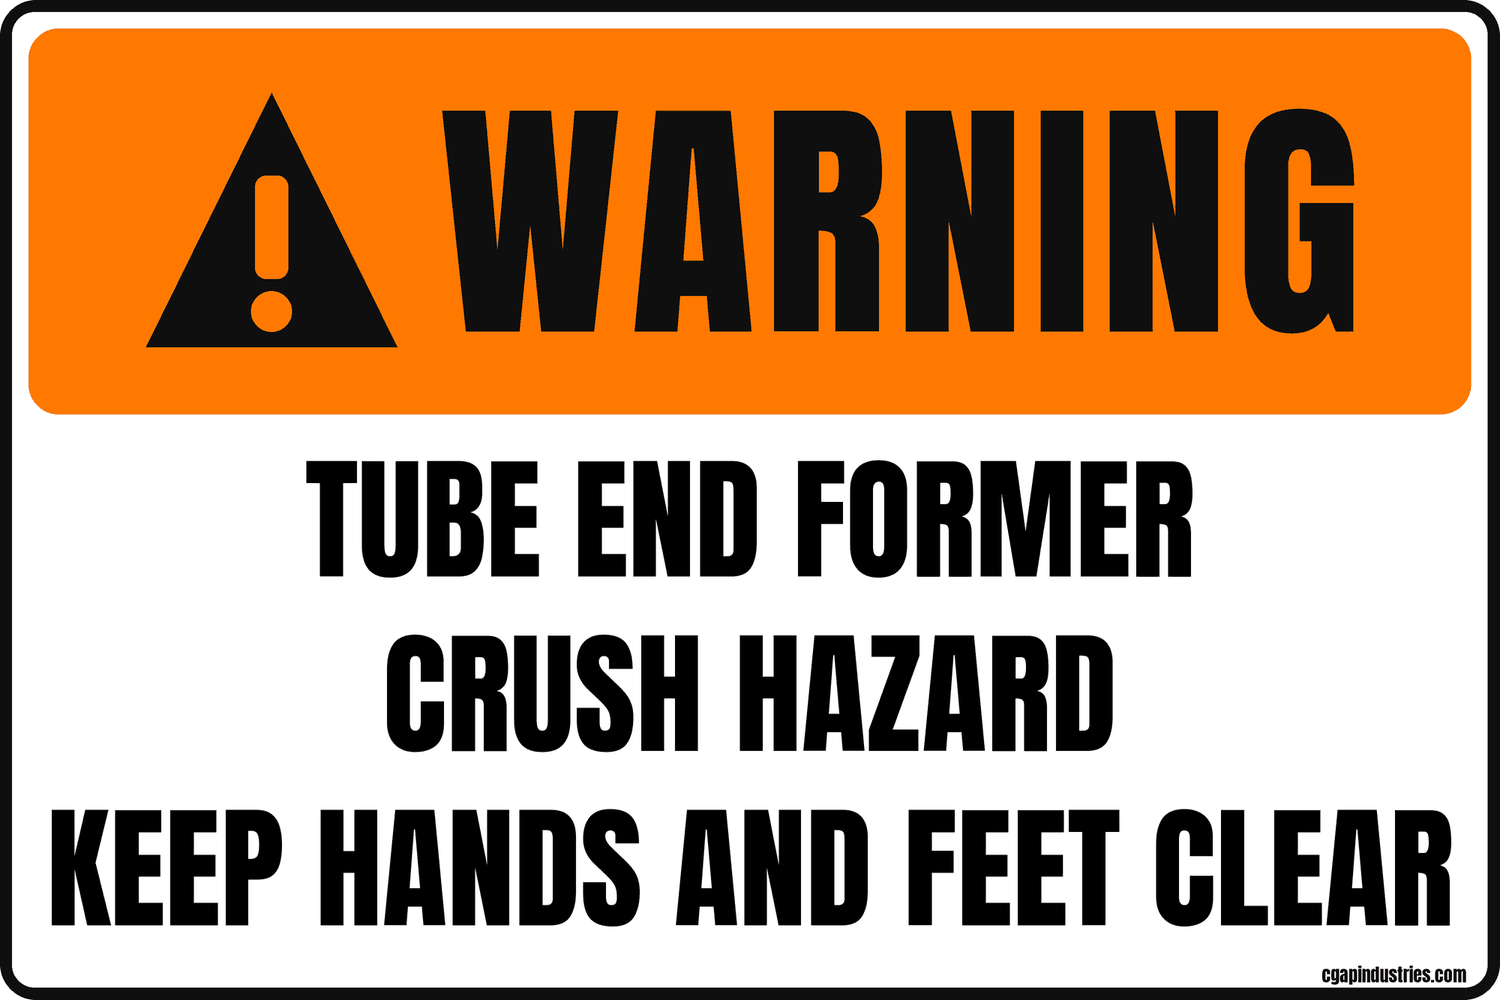 WARNING
TUBE END FORMER
CRUSH HAZARD
KEEP HANDS AND FEET CLEAR
cgapindustries.com